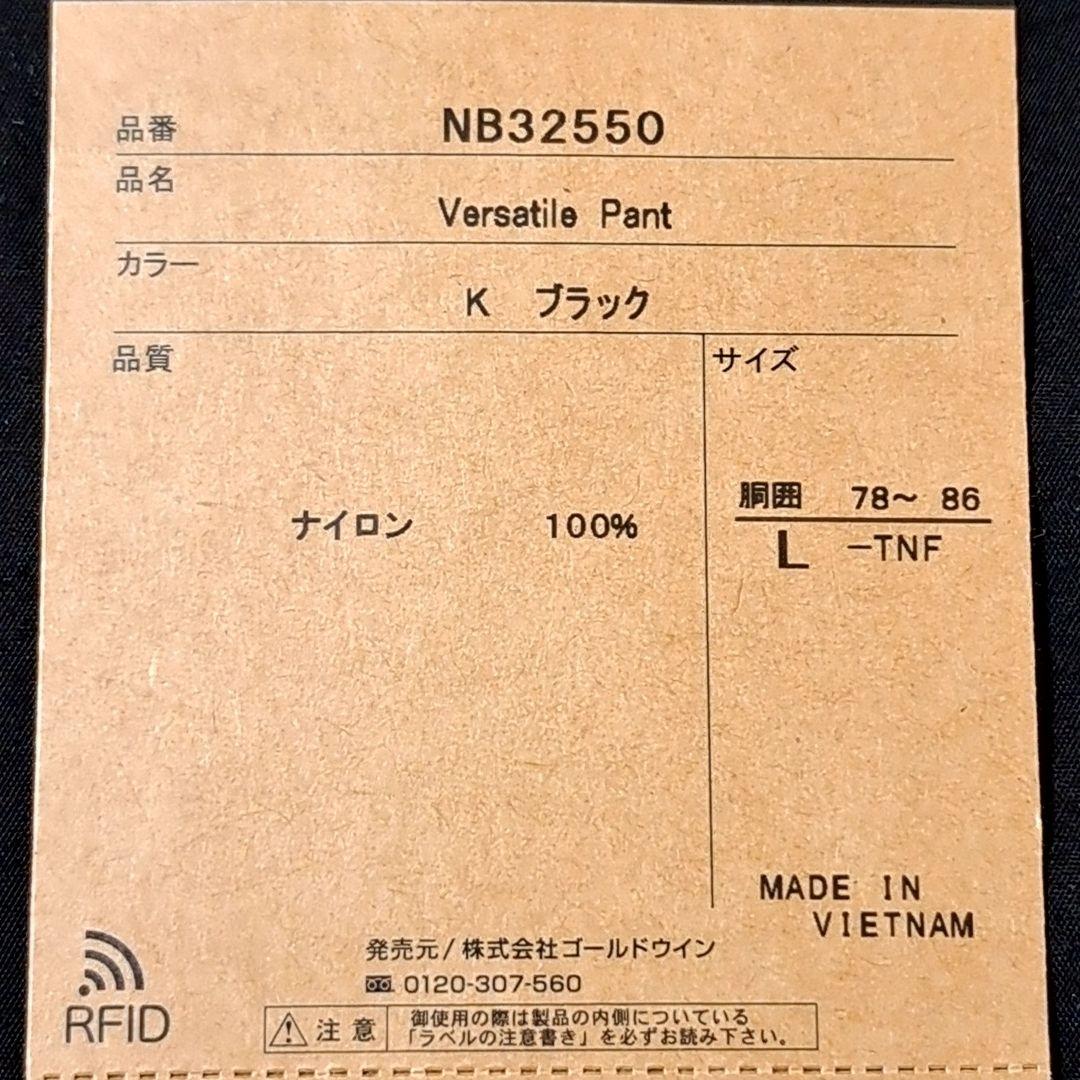 品番 NB32550
品名
Versatile Pant
カラー
K ブラック
品質
サイズ
ナイロン 100%
胴囲 78～ 86
L -TNF
MADE IN
VIETNAM
発売元/株式会社ゴールドウイン
0120-307-560
RFID
注意
御使用の際は製品の内側についている
「ラベルの注意書き」を必ずお読み下さい。